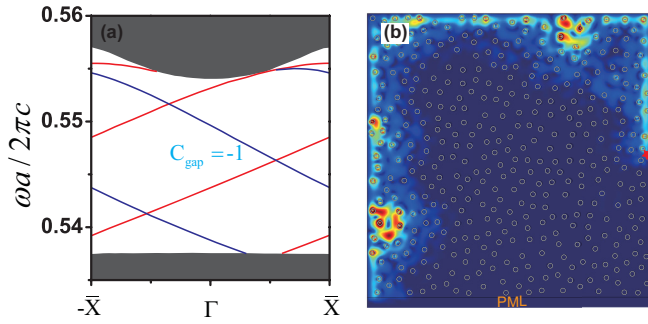 0.56
(a)
0.55
0.54
ωa / 2πc
C_gap = -1
-X̄
Γ
X̄
(b)
PML